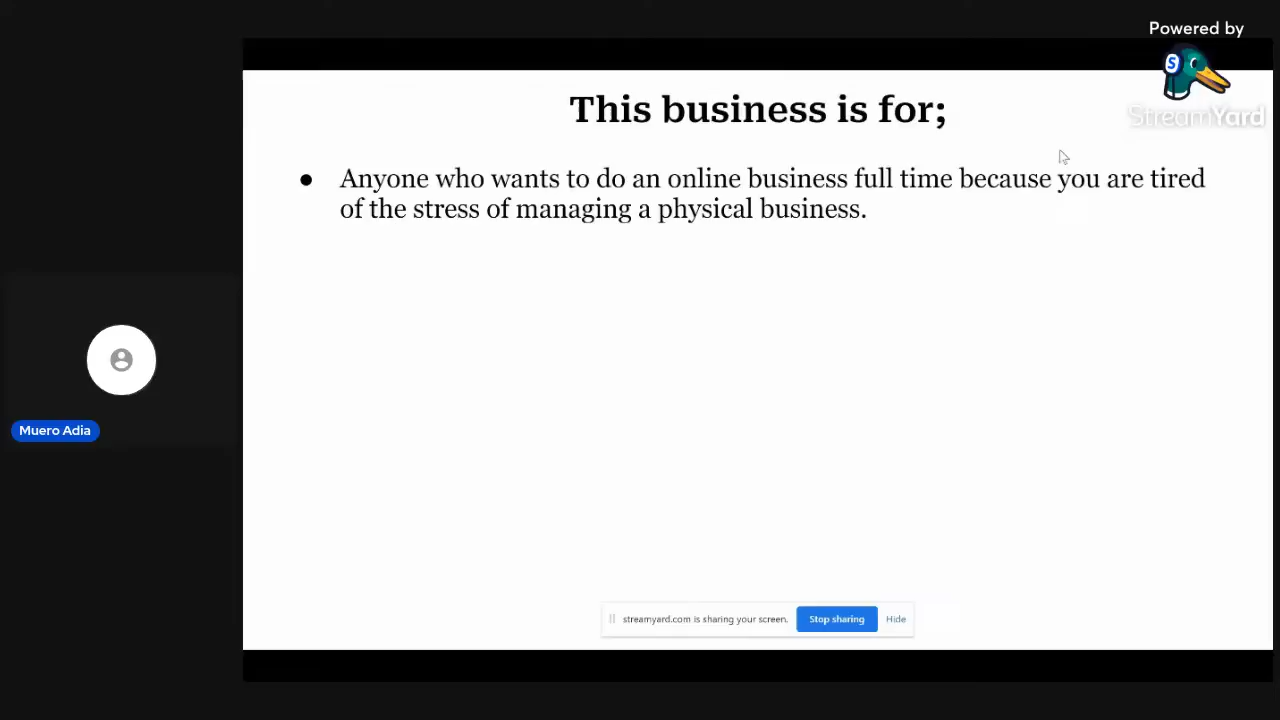 Powered by
StreamYard
This business is for;
● Anyone who wants to do an online business full time because you are tired
of the stress of managing a physical business.
Muero Adia
streamyard.com is sharing your screen. Stop sharing Hide